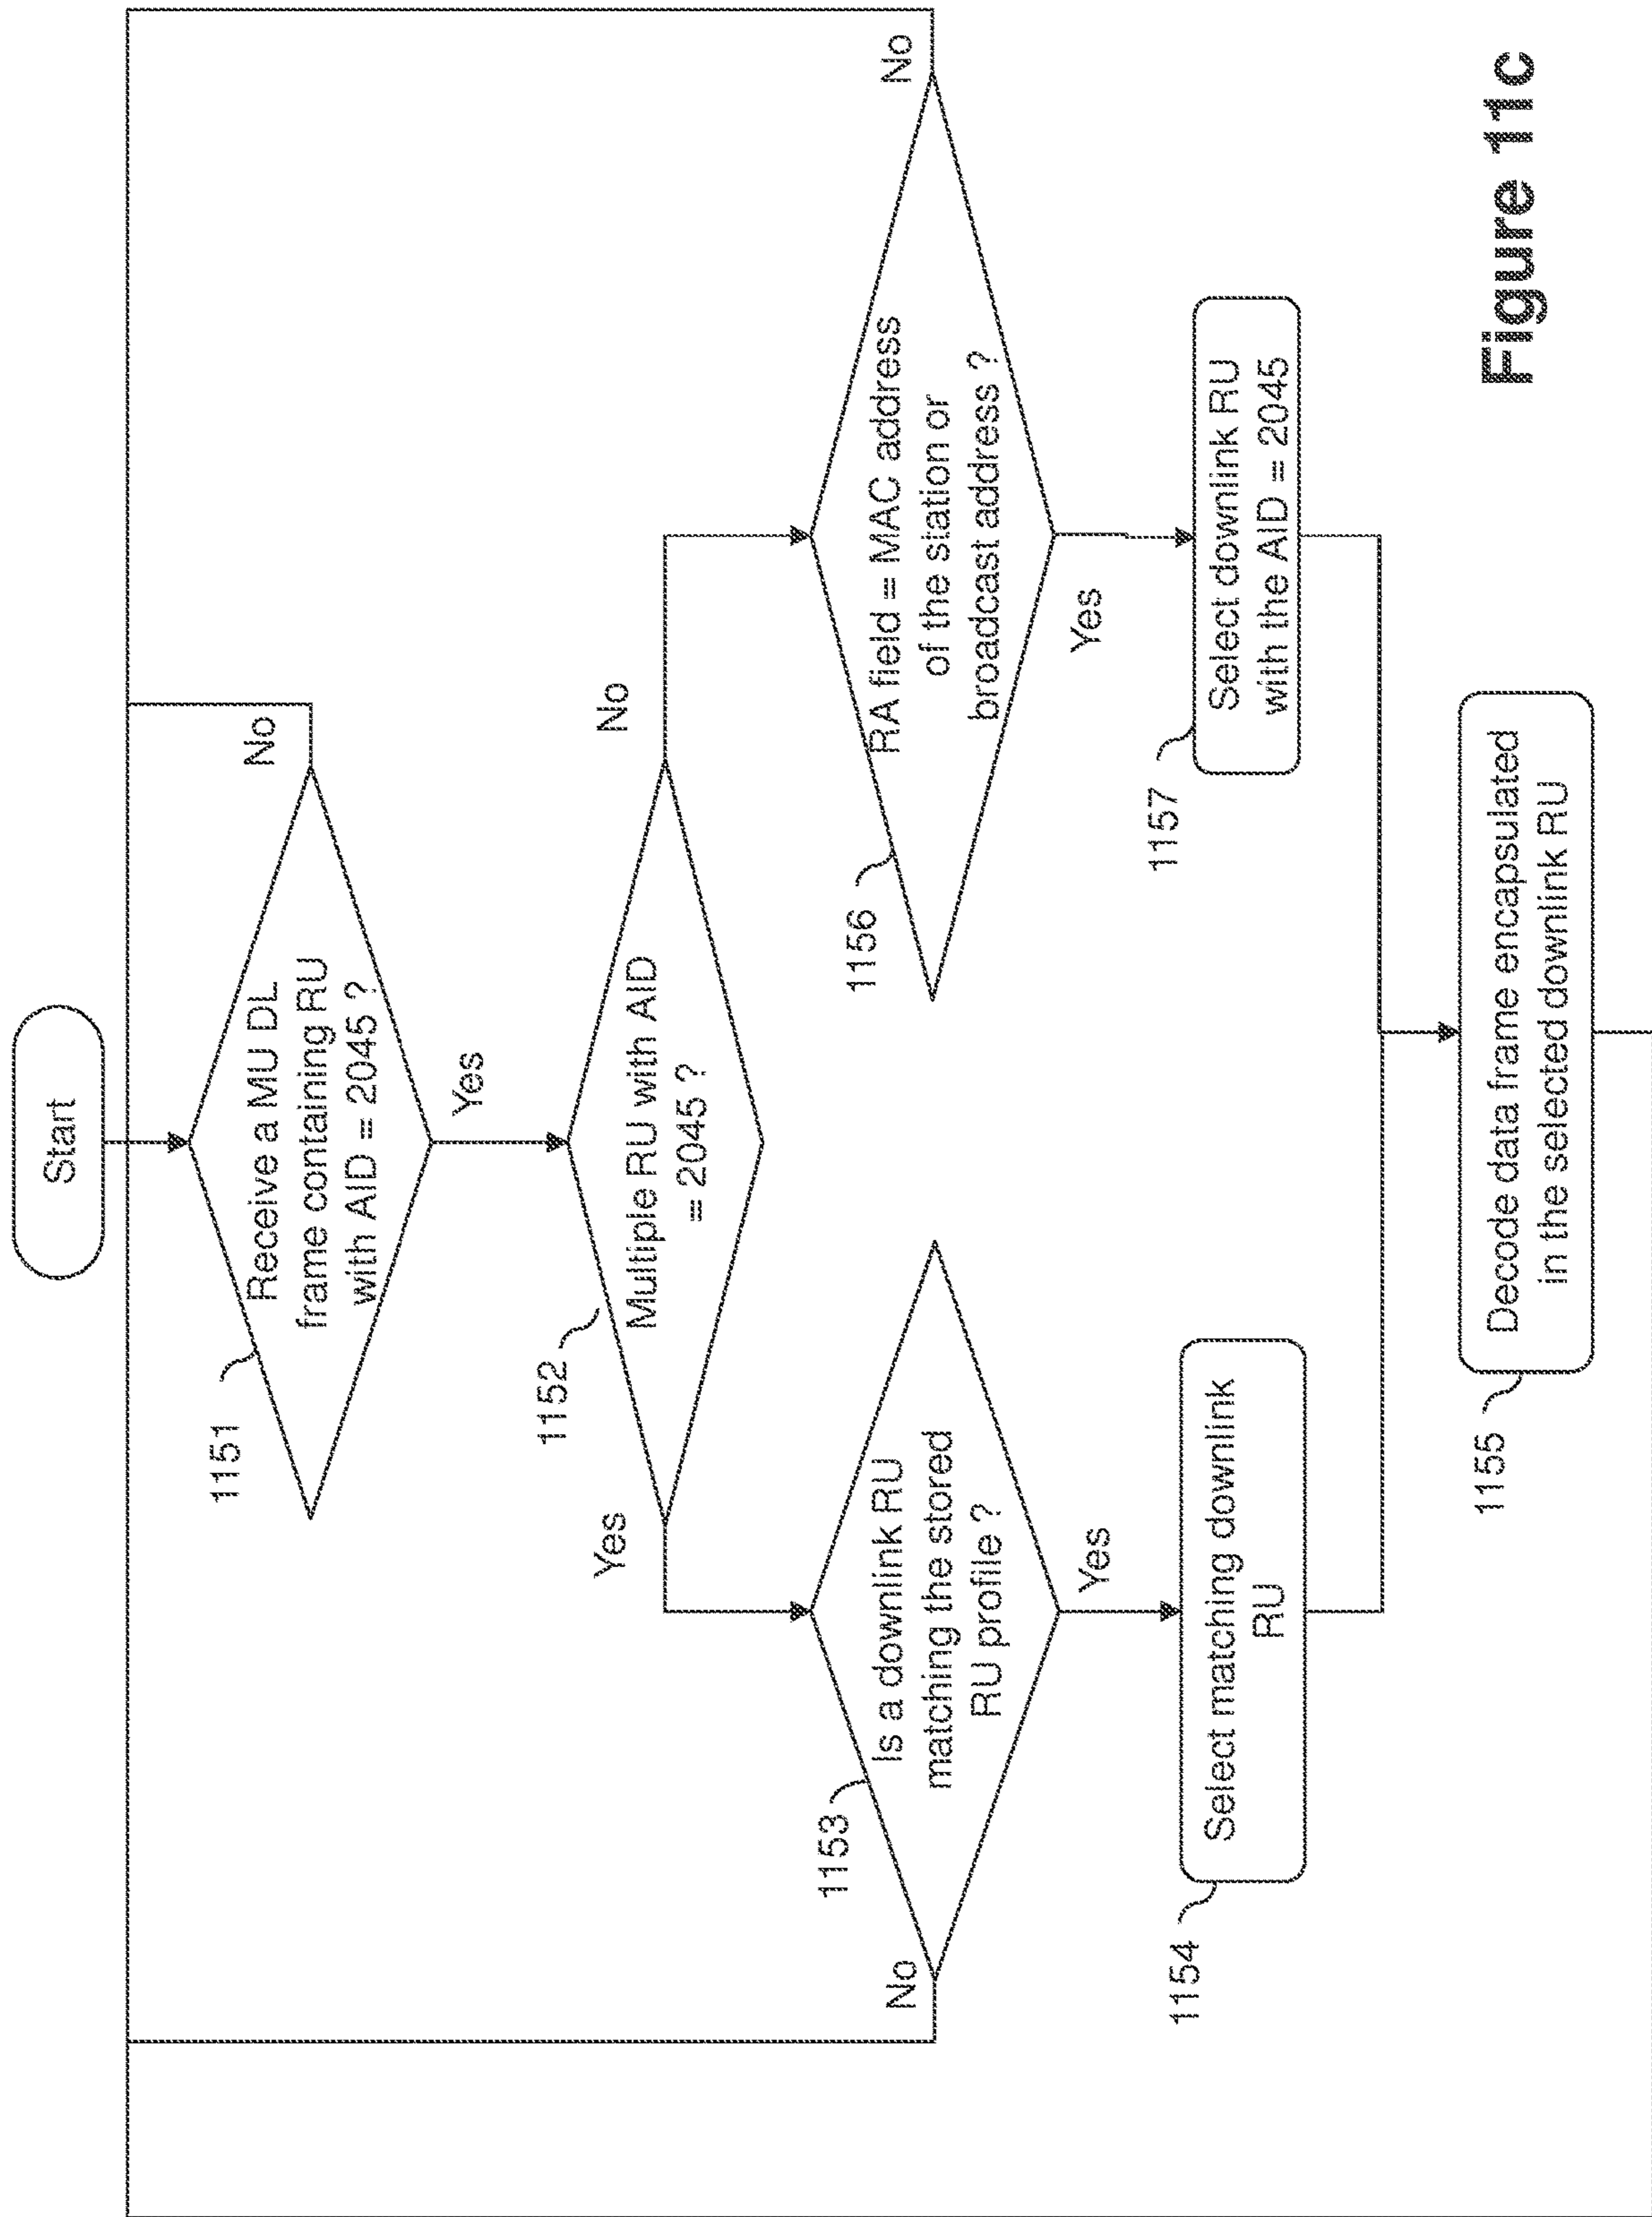 Start
1151
Receive a MU DL
frame containing RU
with AID = 2045 ?
No
Yes
1152
Multiple RU with AID
= 2045 ?
Yes
No
1153
Is a downlink RU
matching the stored
RU profile ?
No
Yes
1156
RA field = MAC address
of the station or
broadcast address ?
No
Yes
1154
Select matching downlink
RU
1157
Select downlink RU
with the AID = 2045
1155
Decode data frame encapsulated
in the selected downlink RU
Figure 11c